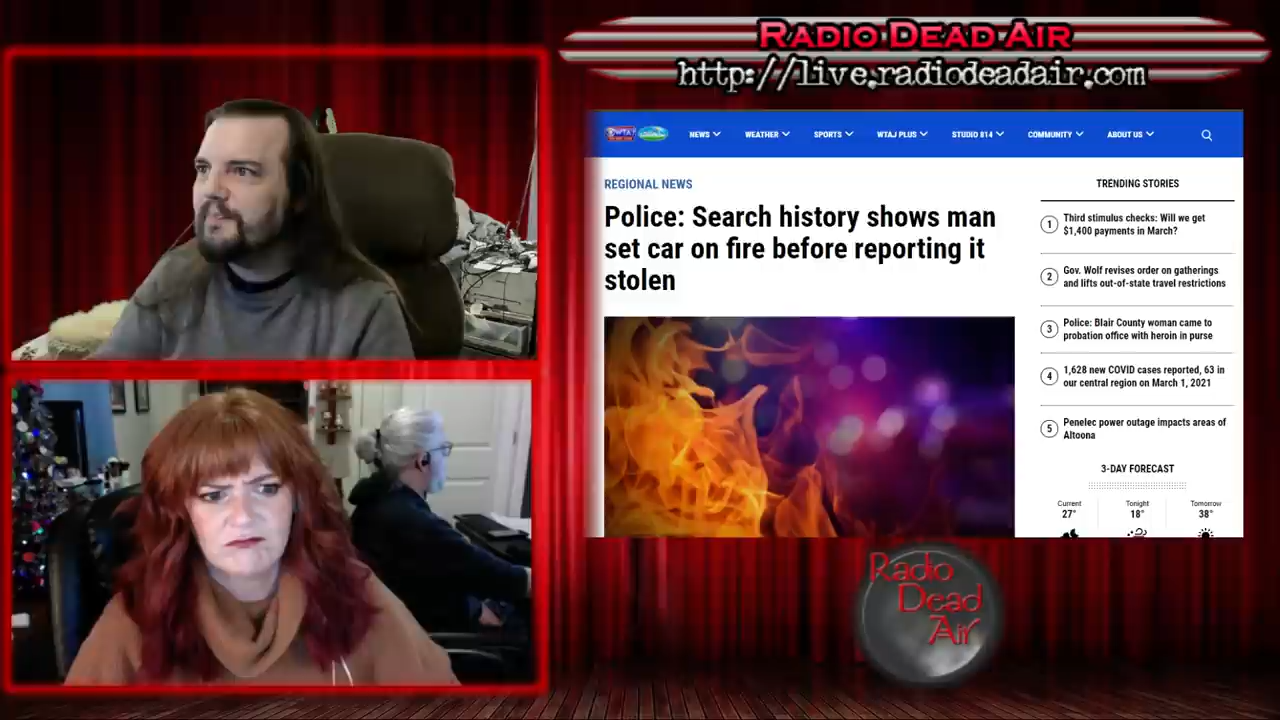 RADIO DEAD AIR
http://live.radiodeadair.com
WTAJ
NEWS
WEATHER
SPORTS
WTAJ PLUS
STUDIO 814
COMMUNITY
ABOUT US
REGIONAL NEWS
Police: Search history shows man
set car on fire before reporting it
stolen
TRENDING STORIES
1 Third stimulus checks: Will we get
$1,400 payments in March?
2 Gov. Wolf revises order on gatherings
and lifts out-of-state travel restrictions
3 Police: Blair County woman came to
probation office with heroin in purse
4 1,628 new COVID cases reported, 63 in
our central region on March 1, 2021
5 Penelec power outage impacts areas of
Altoona
3-DAY FORECAST
Current
27°
Tonight
18°
Tomorrow
38°
Radio
Dead
Air